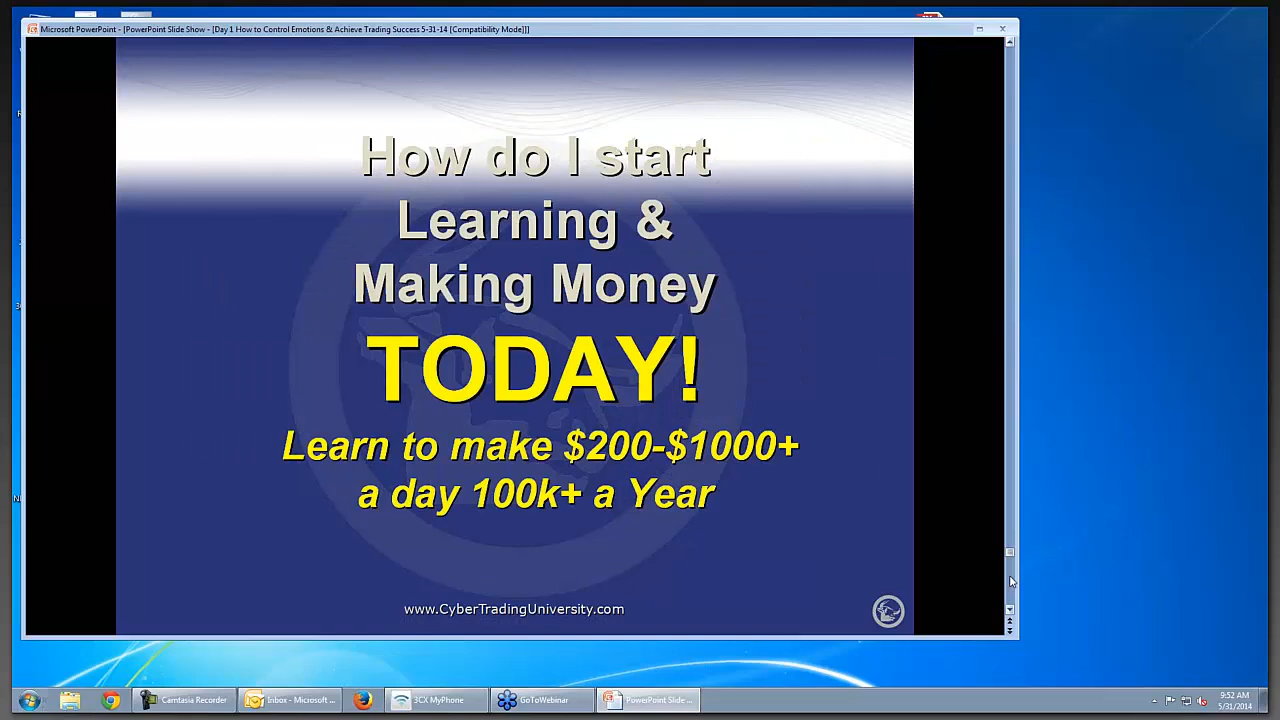 Microsoft PowerPoint - [PowerPoint Slide Show - [Day 1 How to Control Emotions & Achieve Trading Success 5-31-14 [Compatibility Mode]]]
How do I start
Learning &
Making Money
TODAY!
Learn to make $200-$1000+
a day 100k+ a Year
www.CyberTradingUniversity.com
Camtasia Recorder
Inbox - Microsoft ...
3CX MyPhone
GoToWebinar
PowerPoint Slide ...
9:52 AM
5/31/2014